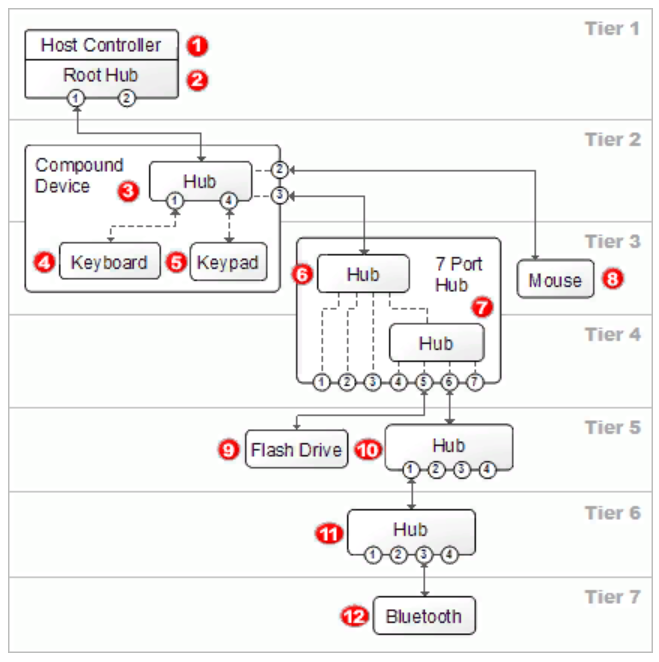 Tier 1
Host Controller 1
Root Hub 2
1 2
Tier 2
Compound
Device
Hub
3
2
3
1 4
Tier 3
4 Keyboard
5 Keypad
6 Hub
7 Port
Hub
7
Mouse 8
Tier 4
Hub
1 2 3 4 5 6 7
Tier 5
9 Flash Drive
10 Hub
1 2 3 4
Tier 6
11 Hub
1 2 3 4
Tier 7
12 Bluetooth